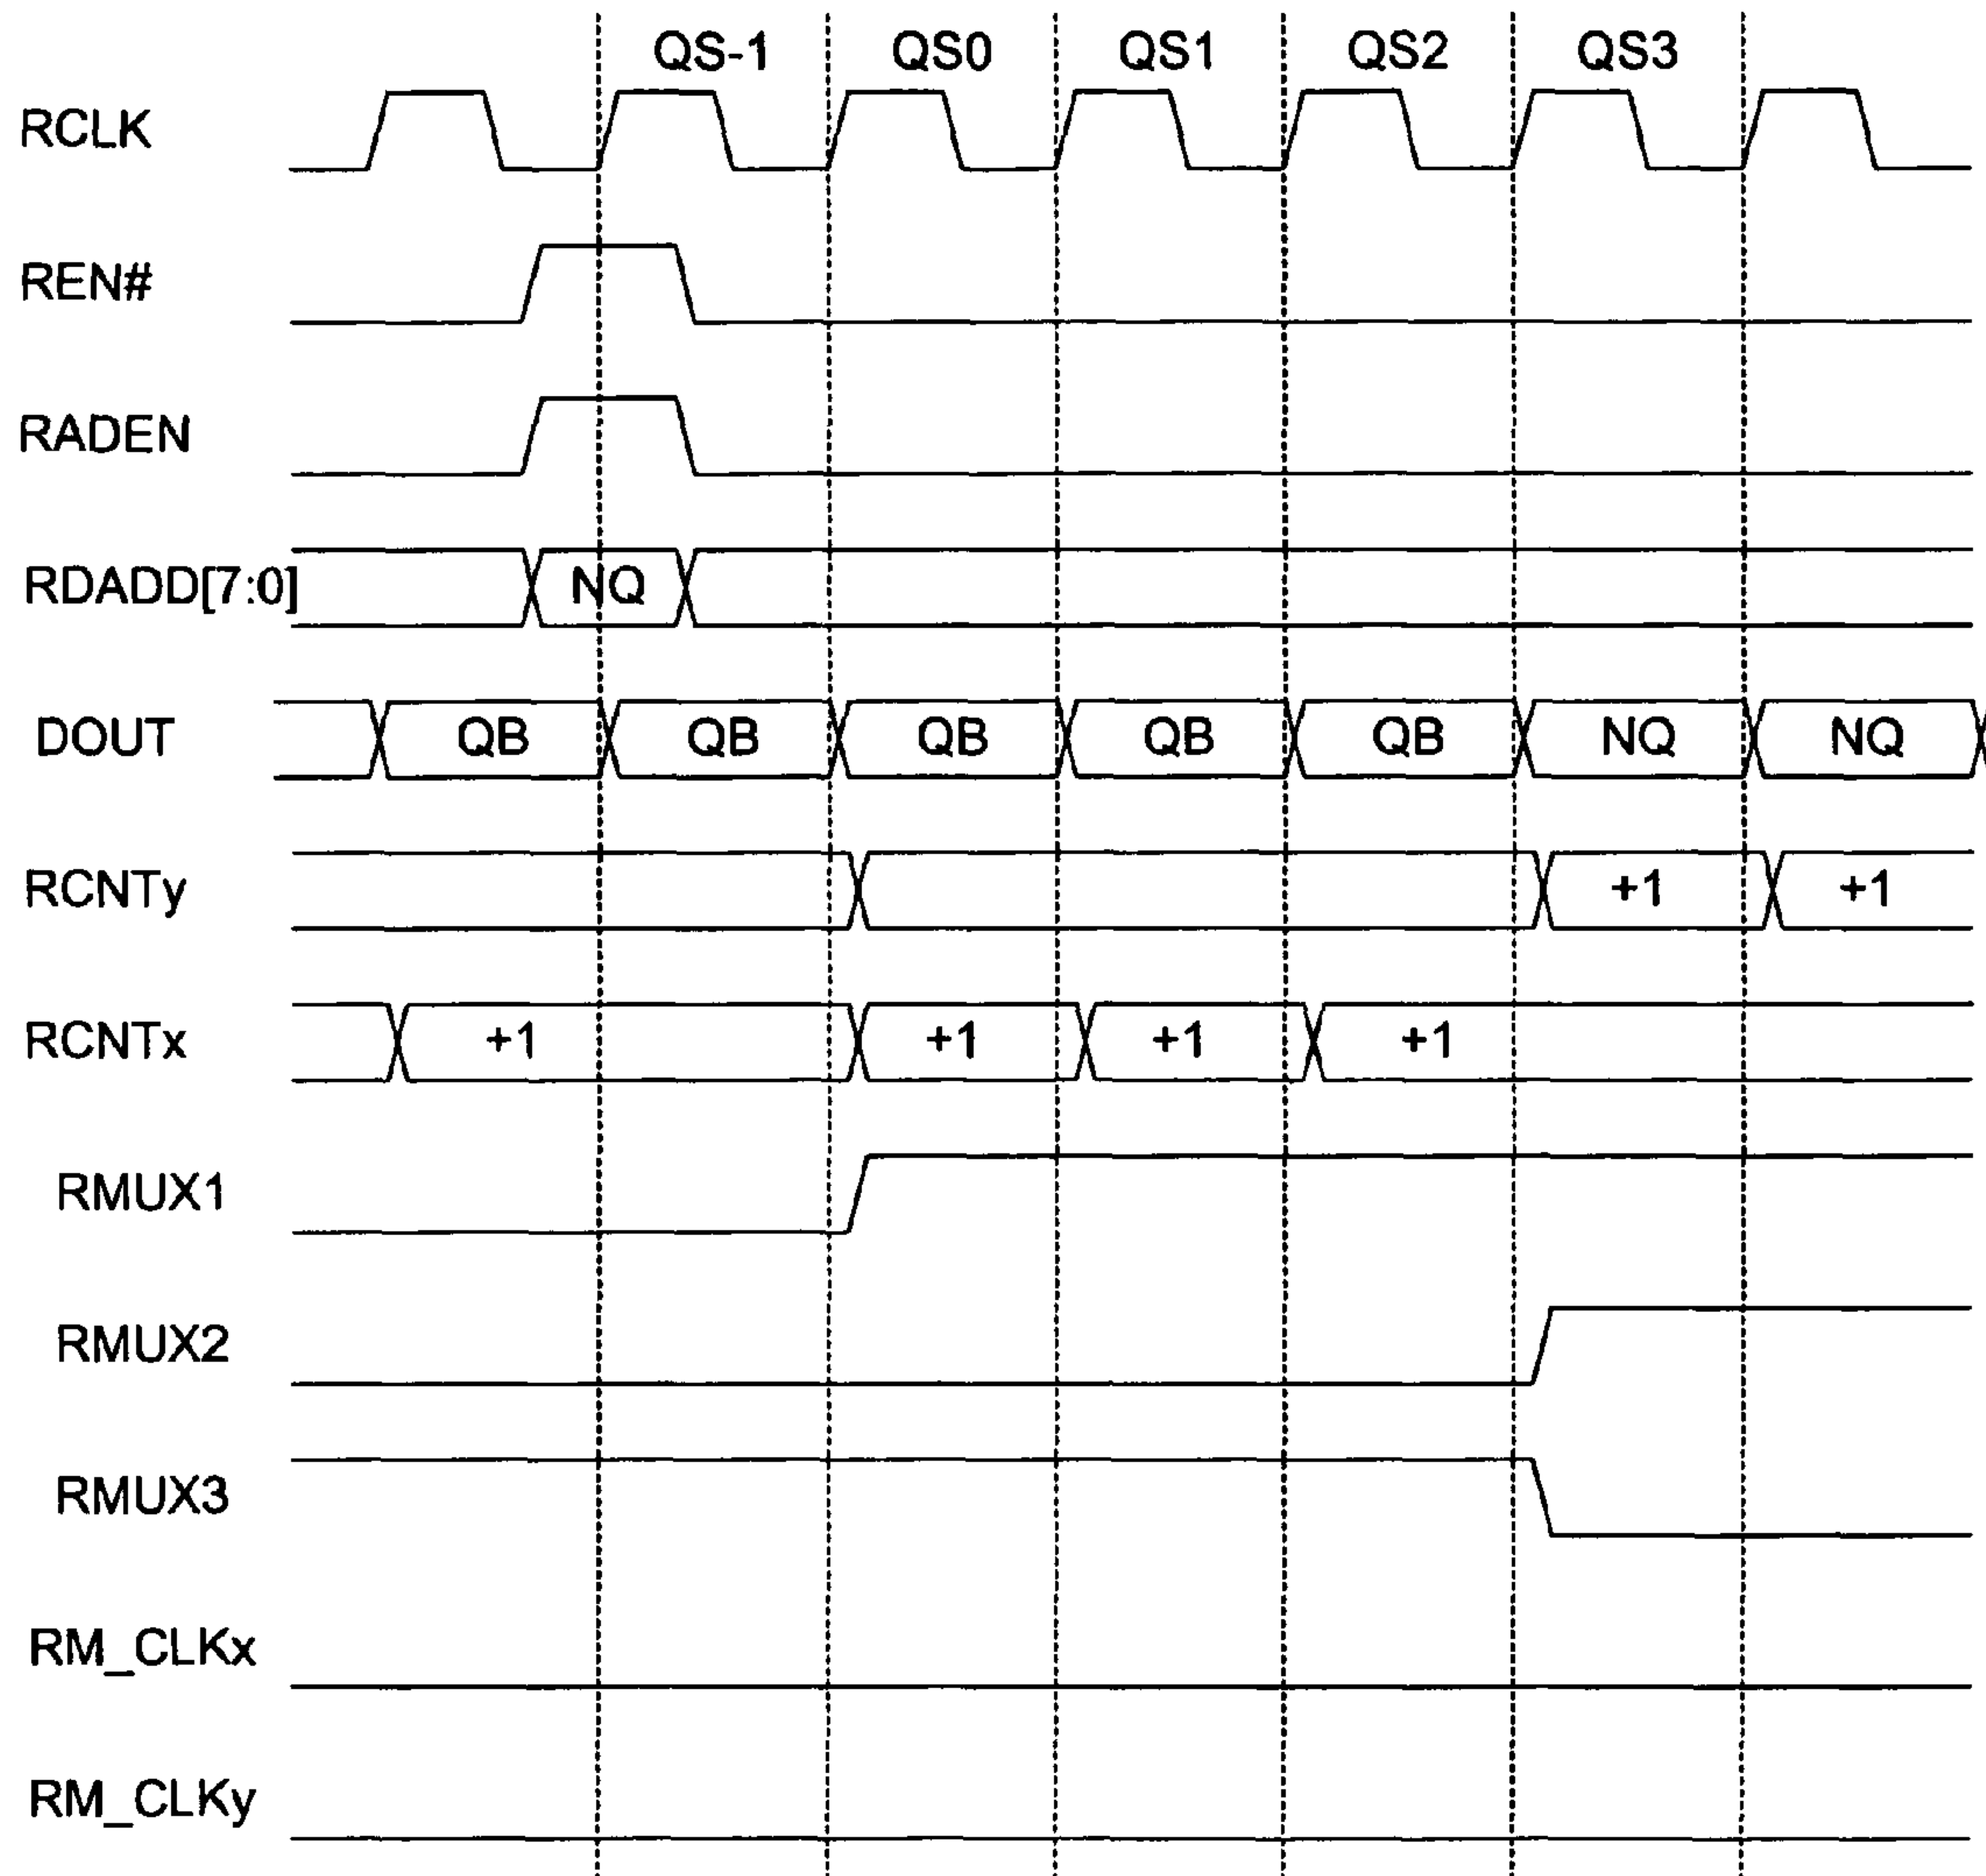 QS-1 QS0 QS1 QS2 QS3
RCLK
REN#
RADEN
RDADD[7:0] NQ
DOUT QB QB QB QB QB NQ NQ
RCNTy +1 +1
RCNTx +1 +1 +1 +1
RMUX1
RMUX2
RMUX3
RM_CLKx
RM_CLKy